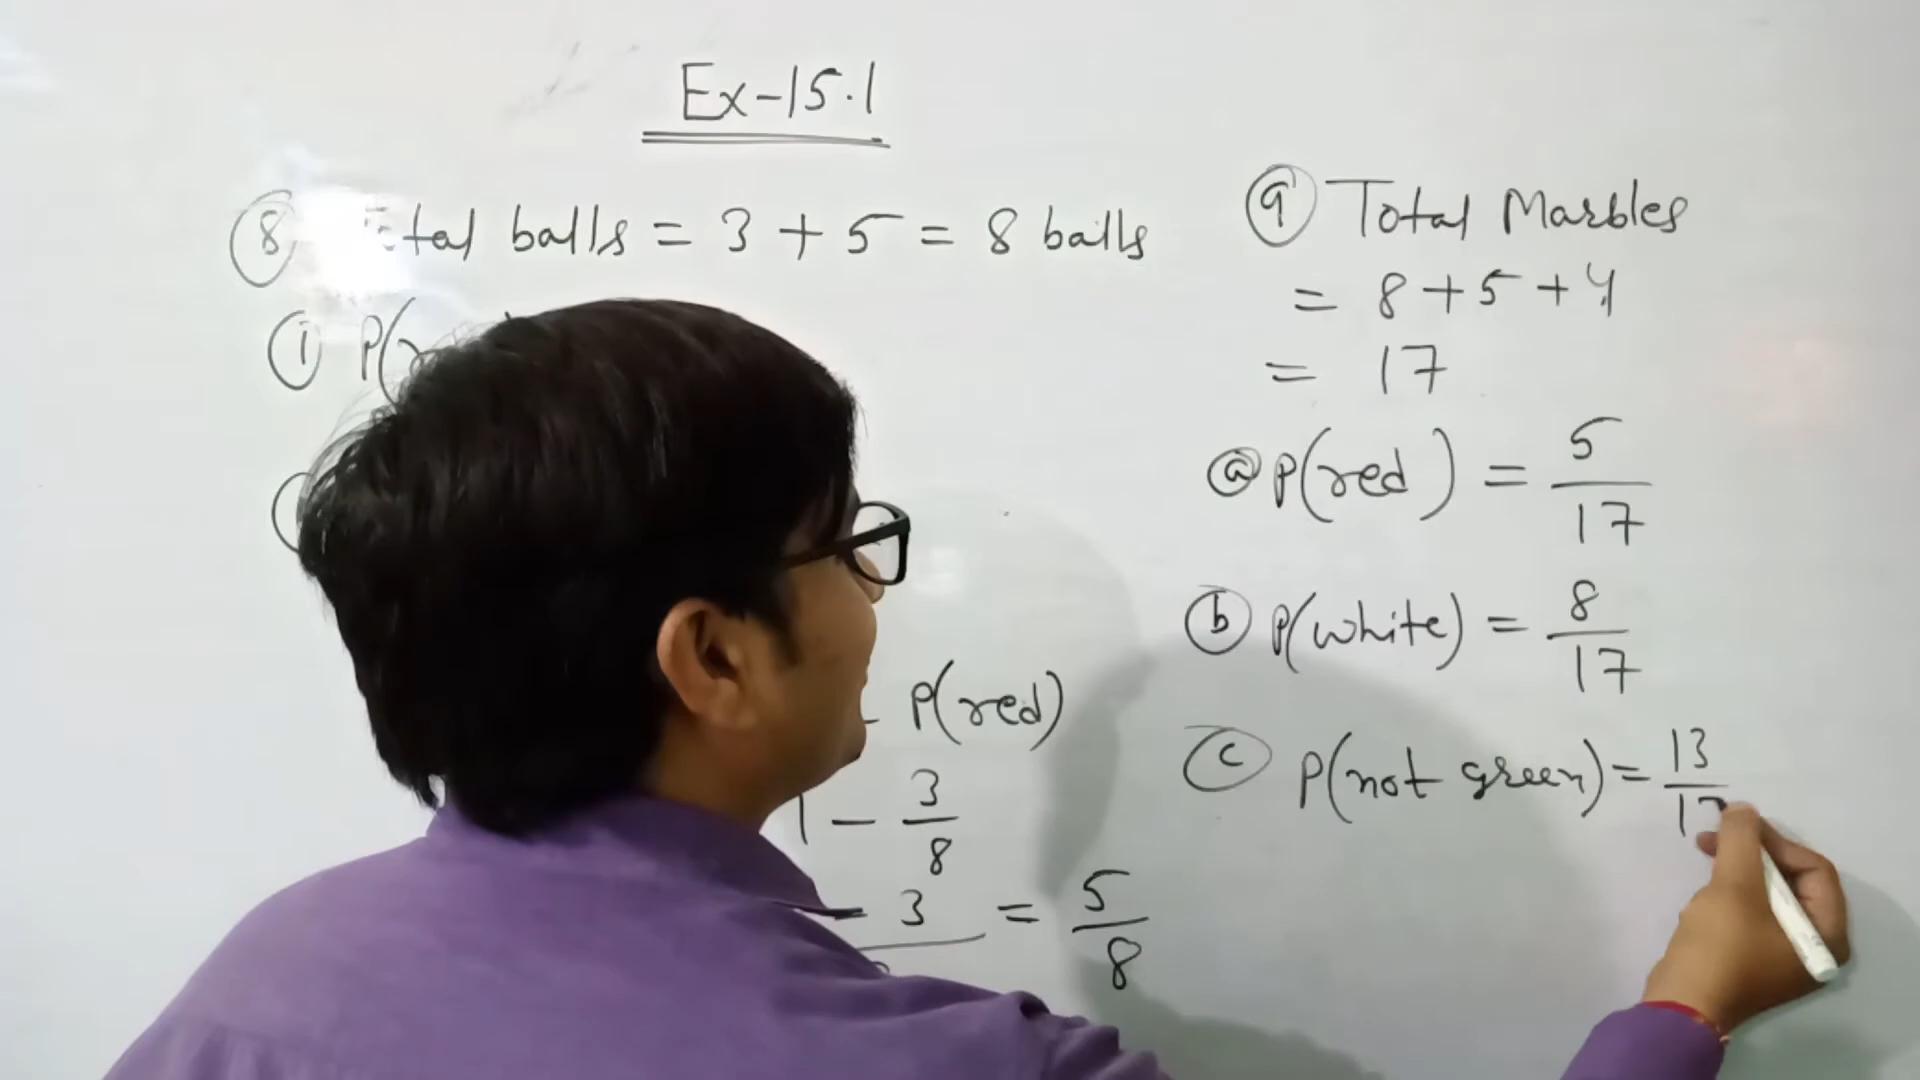 Ex-15.1
8 Total balls = 3 + 5 = 8 balls
1 P(
P(red)
1 - 3/8
- 3 = 5/8
9 Total Marbles
= 8 + 5 + 4
= 17
a P(red) = 5/17
b P(white) = 8/17
c P(not green) = 13/17